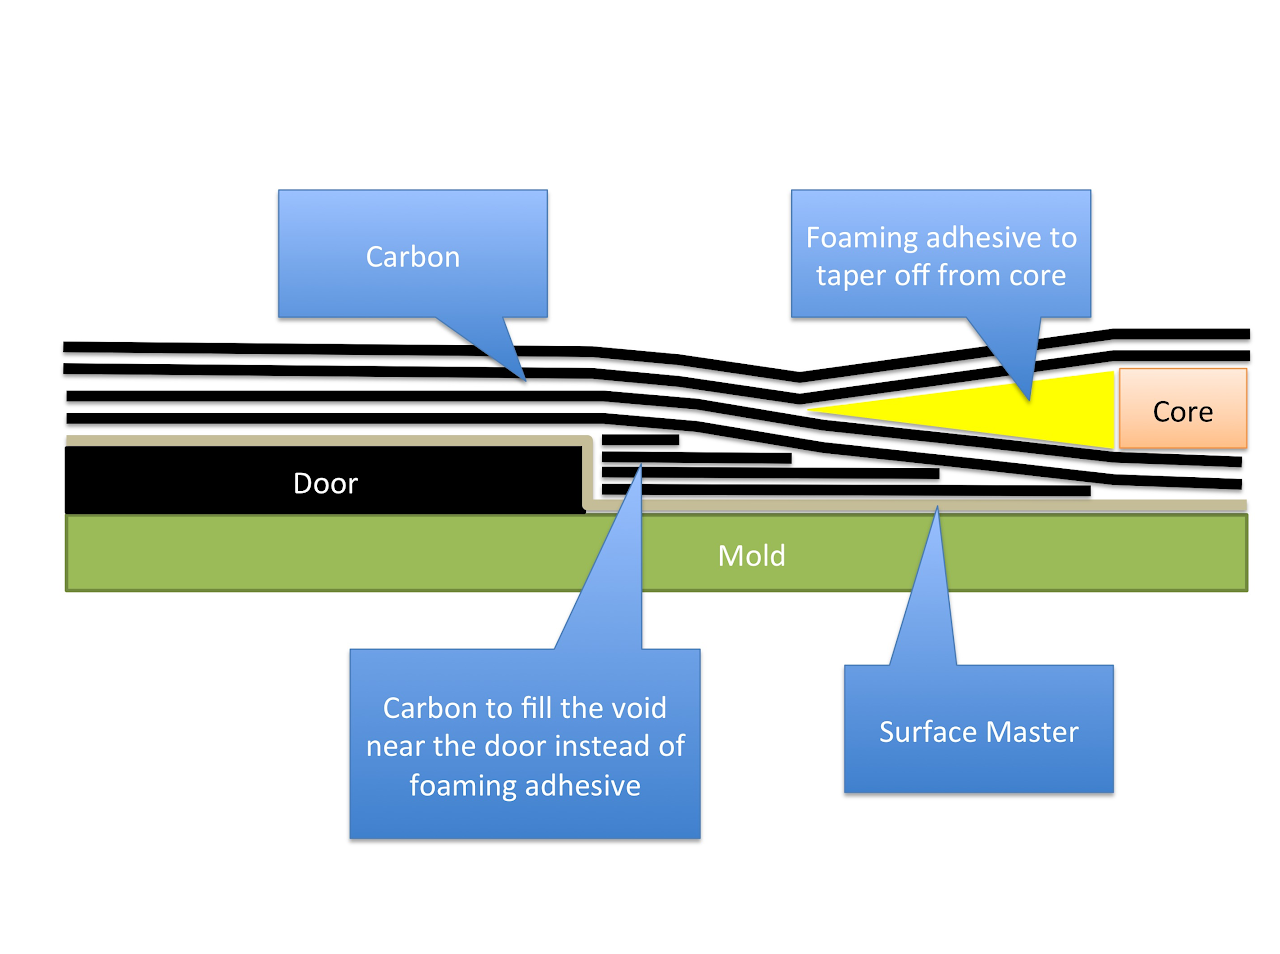 Carbon
Foaming adhesive to
taper off from core
Core
Door
Mold
Carbon to fill the void
near the door instead of
foaming adhesive
Surface Master